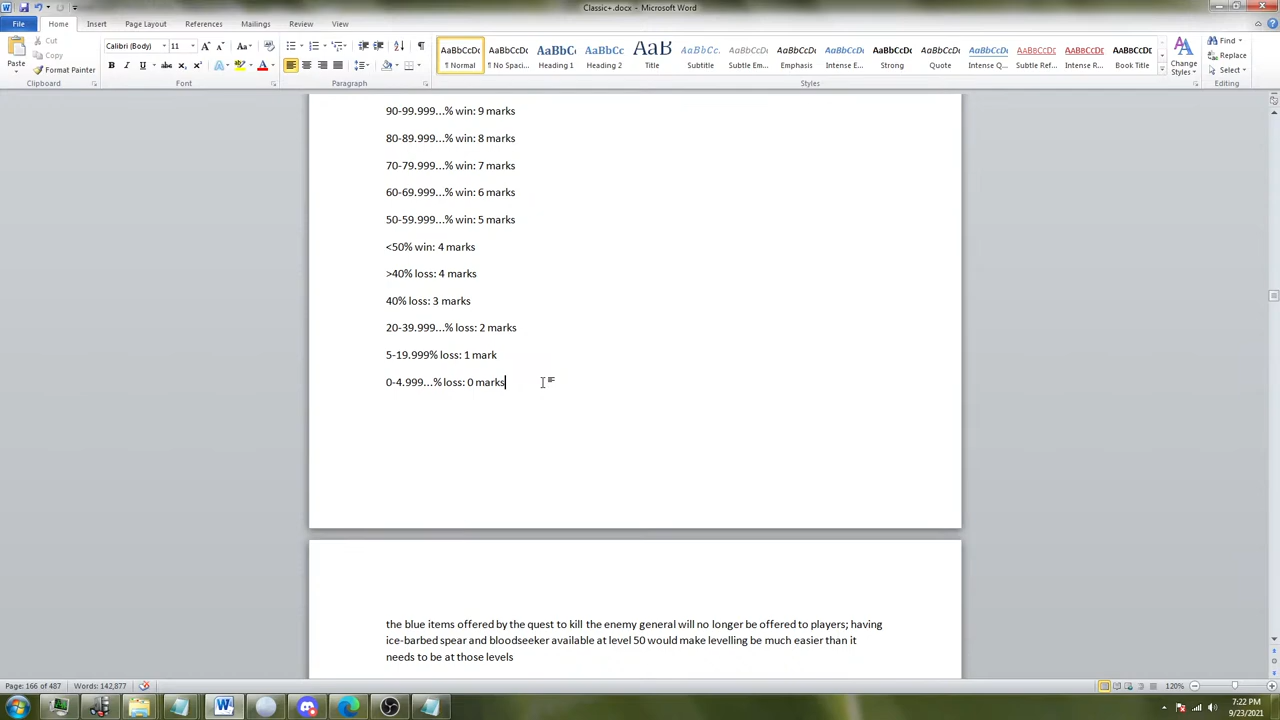 Classic+.docx - Microsoft Word
File Home Insert Page Layout References Mailings Review View
Paste
Cut
Copy
Format Painter
Clipboard
Calibri (Body) 11
Font
Paragraph
AaBbCcDc AaBbCcDc AaBbC AaBbCc AaB AaBbCcL AaBbCcDc AaBbCcDc AaBbCcDc AaBbCcDc AaBbCcDc AaBbCcDc AaBbCcDc AaBbCcDc AaBbCcDc
¶ Normal ¶ No Spaci... Heading 1 Heading 2 Title Subtitle Subtle Em... Emphasis Intense E... Strong Quote Intense Q... Subtle Ref... Intense R... Book Title
Change Styles
Styles
Find
Replace
Select
Editing
90-99.999...% win: 9 marks
80-89.999...% win: 8 marks
70-79.999...% win: 7 marks
60-69.999...% win: 6 marks
50-59.999...% win: 5 marks
<50% win: 4 marks
>40% loss: 4 marks
40% loss: 3 marks
20-39.999...% loss: 2 marks
5-19.999% loss: 1 mark
0-4.999...% loss: 0 marks
the blue items offered by the quest to kill the enemy general will no longer be offered to players; having
ice-barbed spear and bloodseeker available at level 50 would make levelling be much easier than it
needs to be at those levels
Page: 166 of 487 Words: 142,877 120%
7:22 PM
9/23/2021